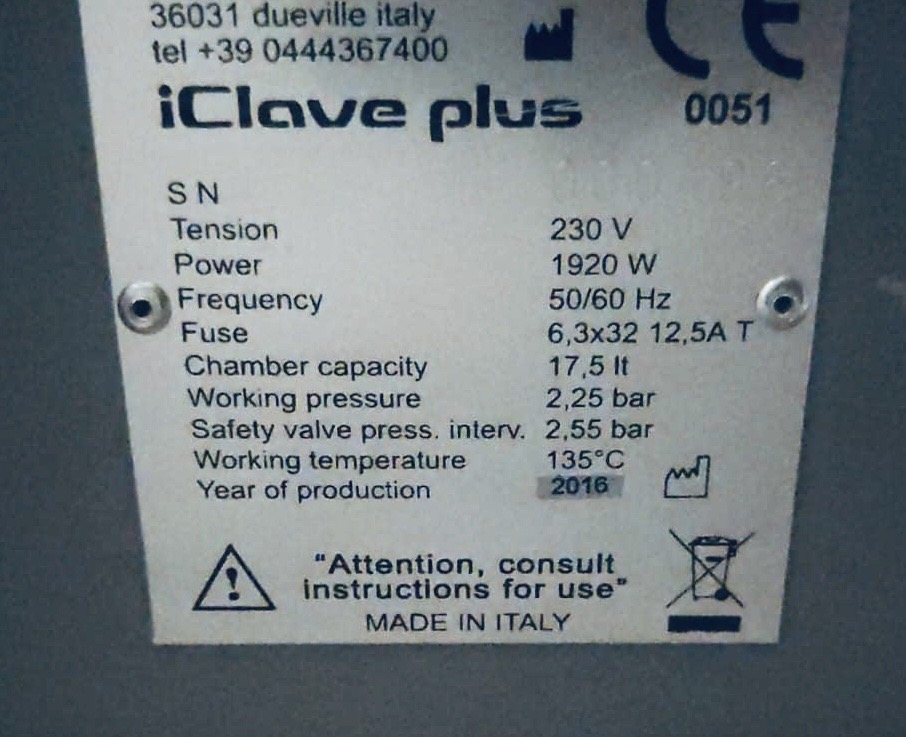 36031 dueville italy
tel +39 0444367400
CE
iClave plus
0051
S N
Tension 230 V
Power 1920 W
Frequency 50/60 Hz
Fuse 6,3x32 12,5A T
Chamber capacity 17,5 lt
Working pressure 2,25 bar
Safety valve press. interv. 2,55 bar
Working temperature 135°C
Year of production 2016
"Attention, consult
instructions for use"
MADE IN ITALY